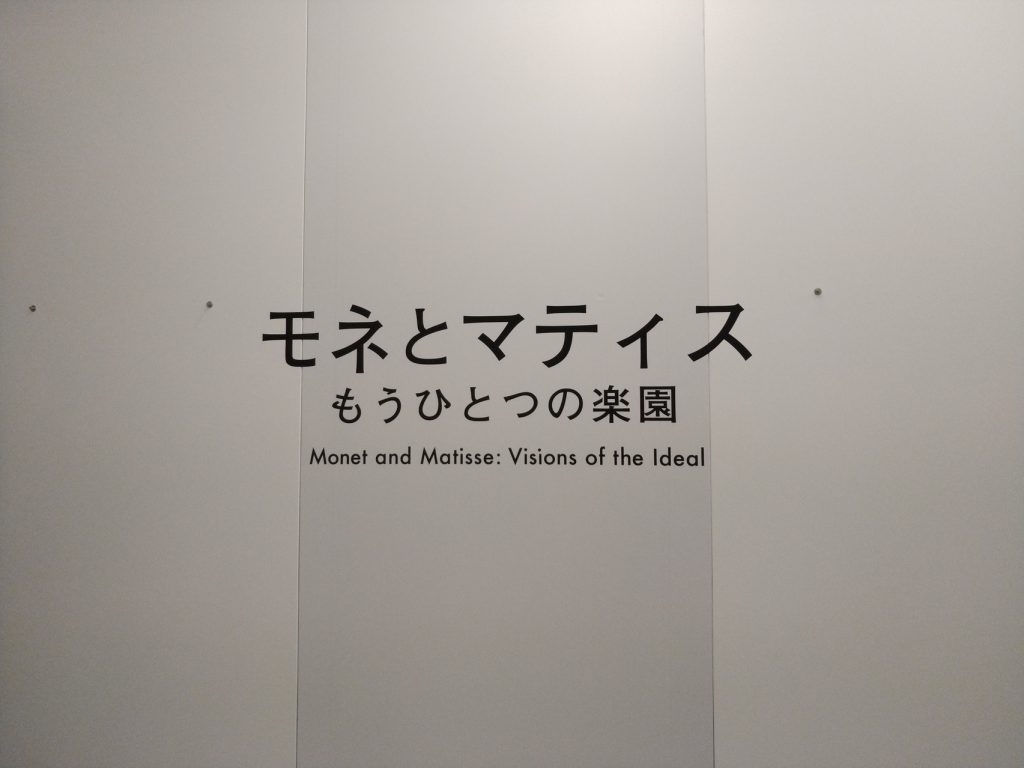 モネとマティス
もうひとつの楽園
Monet and Matisse: Visions of the Ideal